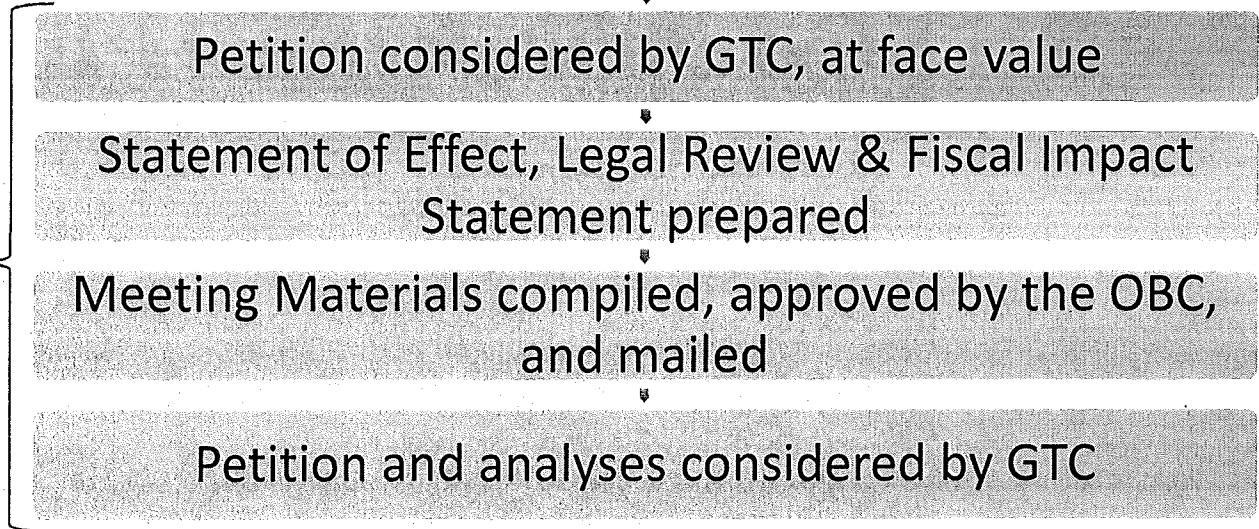 Petition considered by GTC, at face value
Statement of Effect, Legal Review & Fiscal Impact
Statement prepared
Meeting Materials compiled, approved by the OBC,
and mailed
Petition and analyses considered by GTC